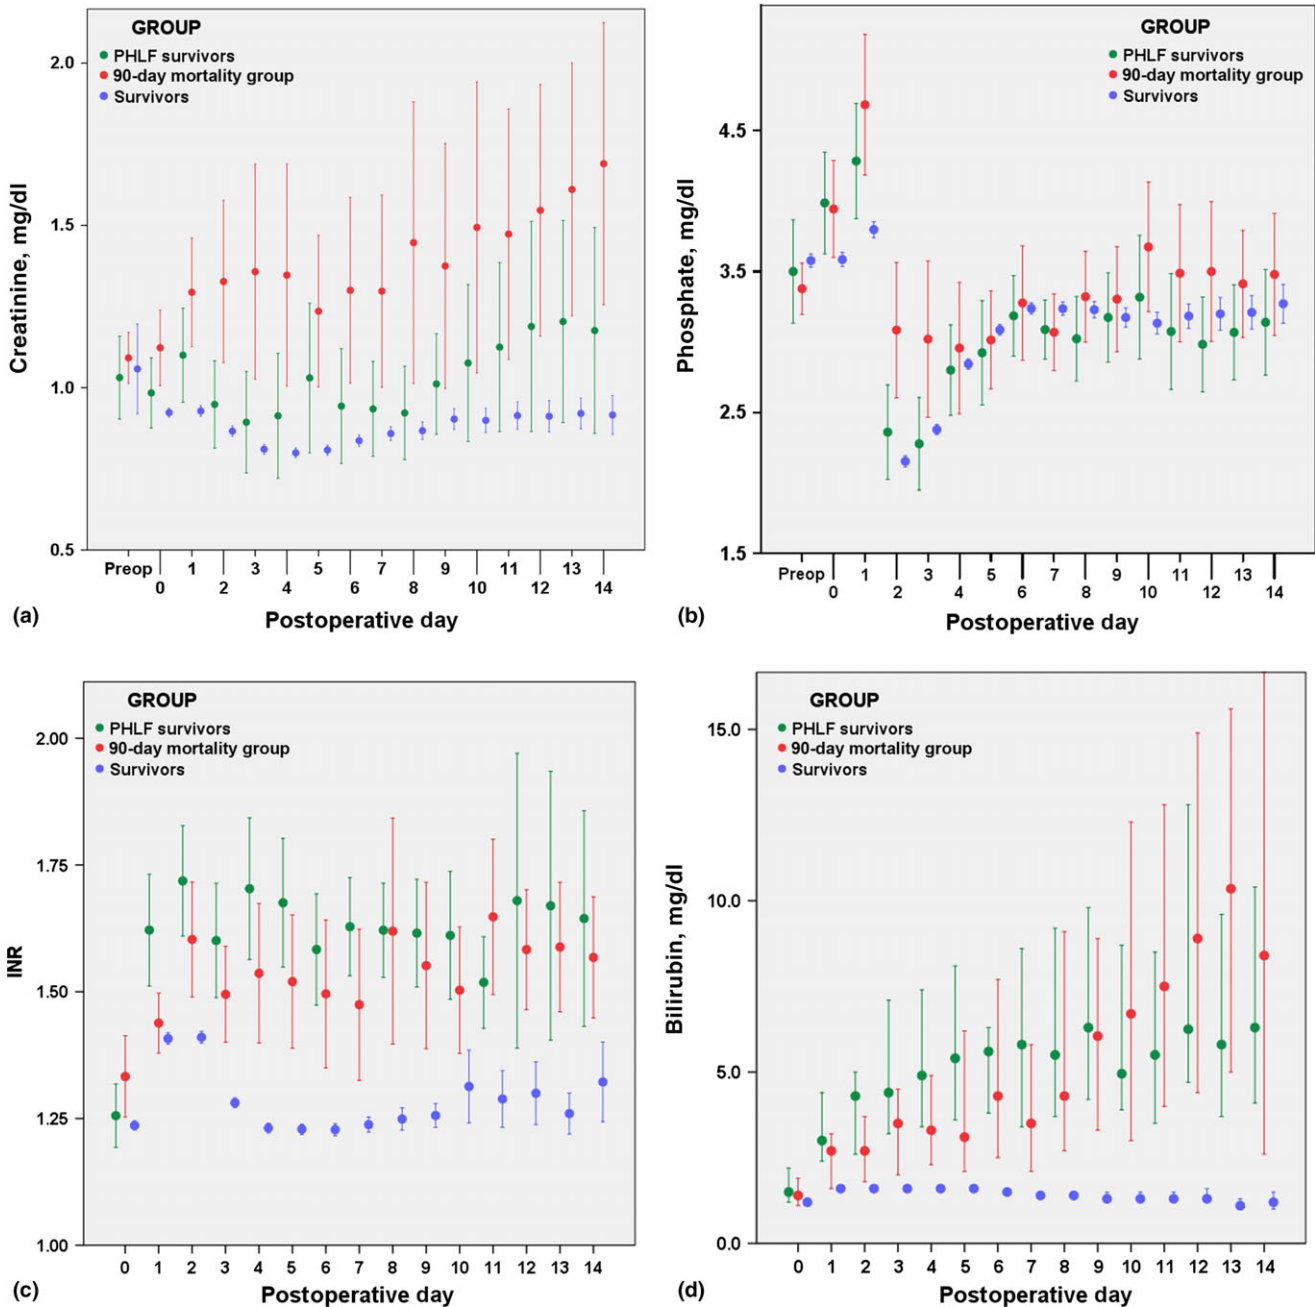 GROUP
PHLF survivors
90-day mortality group
Survivors
Creatinine, mg/dl
2.0
1.5
1.0
0.5
Preop 1 3 5 7 9 11 13
0 2 4 6 8 10 12 14
Postoperative day
(a)
GROUP
PHLF survivors
90-day mortality group
Survivors
Phosphate, mg/dl
4.5
3.5
2.5
1.5
Preop 1 3 5 7 9 11 13
0 2 4 6 8 10 12 14
Postoperative day
(b)
GROUP
PHLF survivors
90-day mortality group
Survivors
INR
2.00
1.75
1.50
1.25
1.00
0 1 2 3 4 5 6 7 8 9 10 11 12 13 14
Postoperative day
(c)
GROUP
PHLF survivors
90-day mortality group
Survivors
Bilirubin, mg/dl
15.0
10.0
5.0
0.0
0 1 2 3 4 5 6 7 8 9 10 11 12 13 14
Postoperative day
(d)